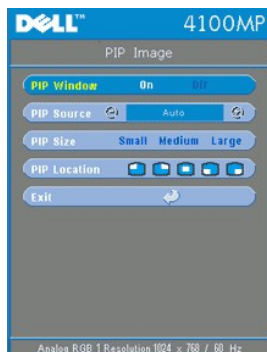 DELL™ 4100MP
PIP Image
PIP Window On Off
PIP Source Auto
PIP Size Small Medium Large
PIP Location
Exit
Analog RGB 1 Resolution 1024 x 768 / 60 Hz